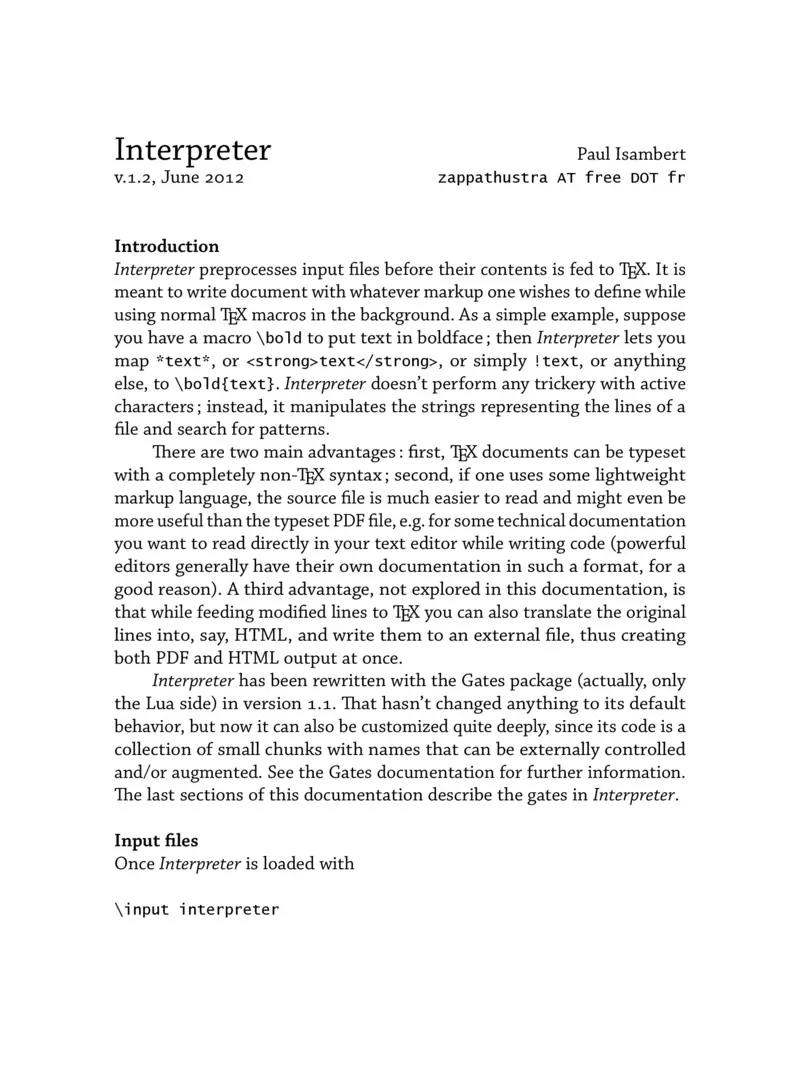 Interpreter
Paul Isambert
v.1.2, June 2012
zappathustra AT free DOT fr
Introduction
Interpreter preprocesses input files before their contents is fed to TEX. It is
meant to write document with whatever markup one wishes to define while
using normal TEX macros in the background. As a simple example, suppose
you have a macro \bold to put text in boldface ; then Interpreter lets you
map *text*, or <strong>text</strong>, or simply !text, or anything
else, to \bold{text}. Interpreter doesn’t perform any trickery with active
characters ; instead, it manipulates the strings representing the lines of a
file and search for patterns.
There are two main advantages : first, TEX documents can be typeset
with a completely non-TEX syntax ; second, if one uses some lightweight
markup language, the source file is much easier to read and might even be
more useful than the typeset PDF file, e.g. for some technical documentation
you want to read directly in your text editor while writing code (powerful
editors generally have their own documentation in such a format, for a
good reason). A third advantage, not explored in this documentation, is
that while feeding modified lines to TEX you can also translate the original
lines into, say, HTML, and write them to an external file, thus creating
both PDF and HTML output at once.
Interpreter has been rewritten with the Gates package (actually, only
the Lua side) in version 1.1. That hasn’t changed anything to its default
behavior, but now it can also be customized quite deeply, since its code is a
collection of small chunks with names that can be externally controlled
and/or augmented. See the Gates documentation for further information.
The last sections of this documentation describe the gates in Interpreter.
Input files
Once Interpreter is loaded with
\input interpreter